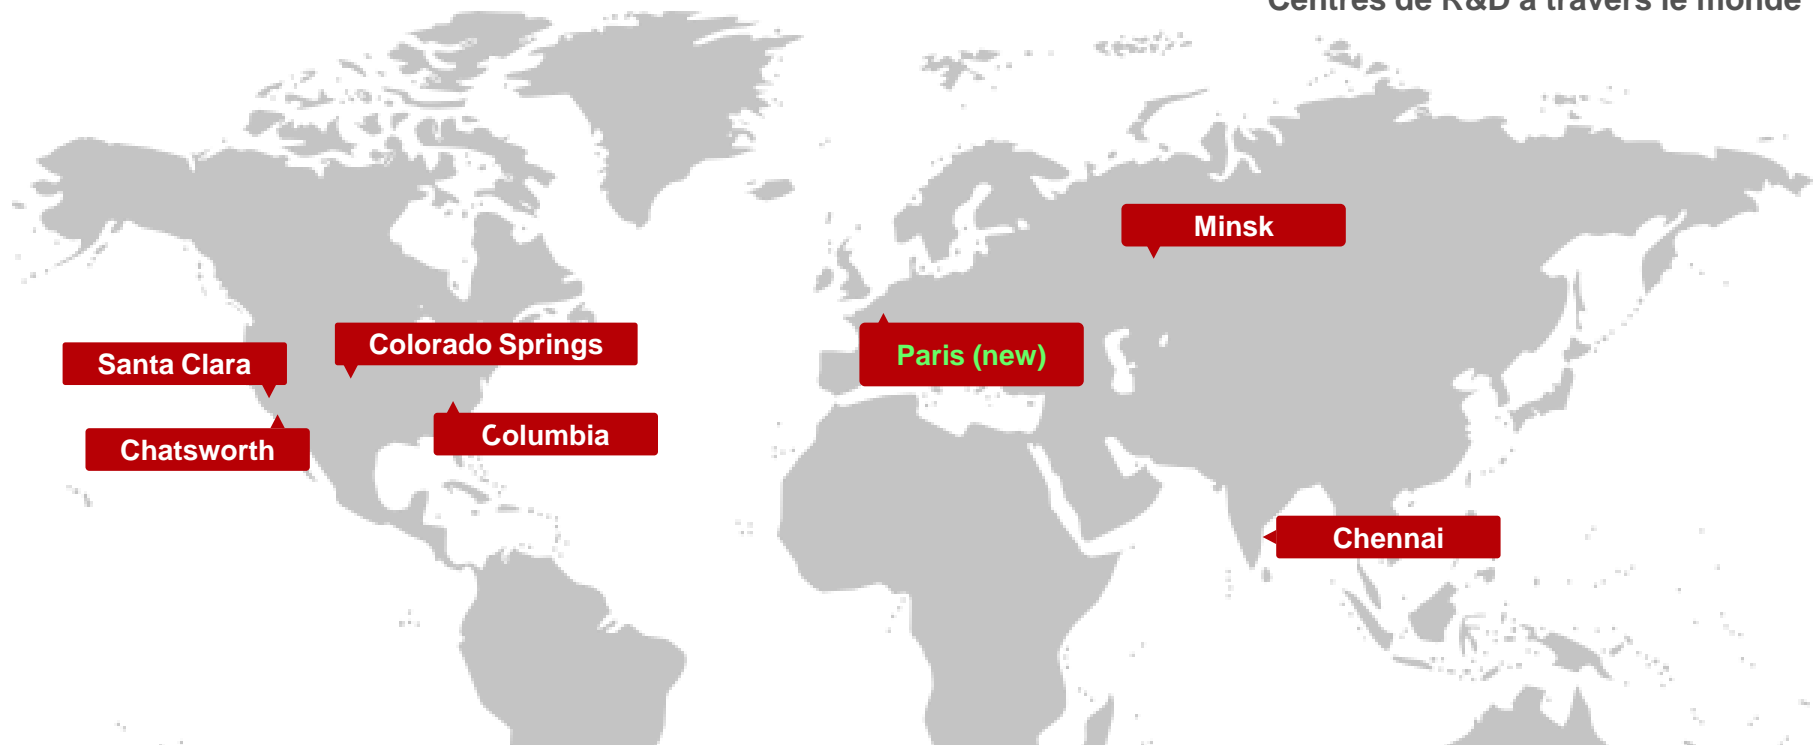 Centres de R&D à travers le monde
Minsk
Colorado Springs
Santa Clara
Paris (new)
Columbia
Chatsworth
Chennai